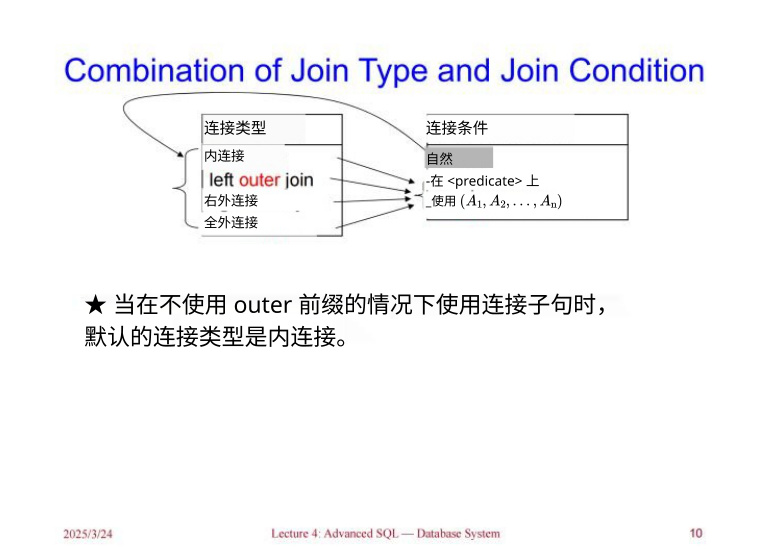 Combination of Join Type and Join Condition
连接类型
内连接
left outer join
右外连接
全外连接
连接条件
自然
在 <predicate> 上
使用 (A₁, A₂, . . . , Aₙ)
★ 当在不使用 outer 前缀的情况下使用连接子句时，
默认的连接类型是内连接。
2025/3/24
Lecture 4: Advanced SQL — Database System
10